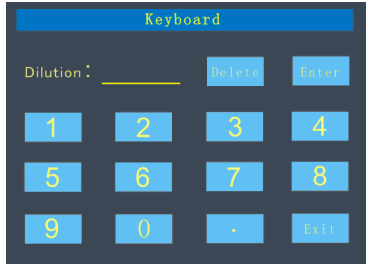 Keyboard
Dilution: Delete Enter
1 2 3 4
5 6 7 8
9 0 . Exit